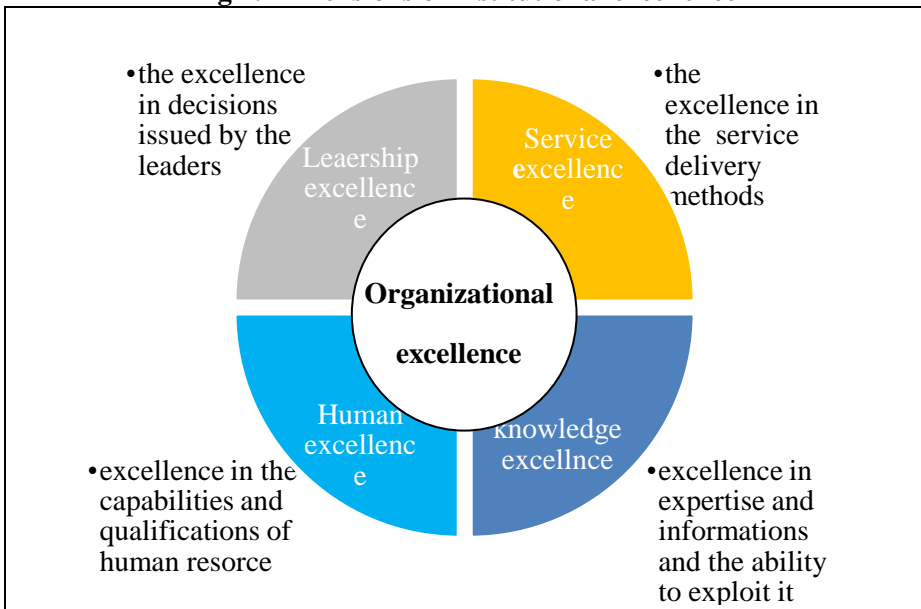 •the excellence
in decisions
issued by the
leaders
Leaership
excellenc
e
Service
excellenc
e
•the
excellence in
the service
delivery
methods
Organizational
excellence
Human
excellenc
e
knowledge
excellnce
•excellence in the
capabilities and
qualifications of
human resorce
•excellence in
expertise and
informations
and the ability
to exploit it